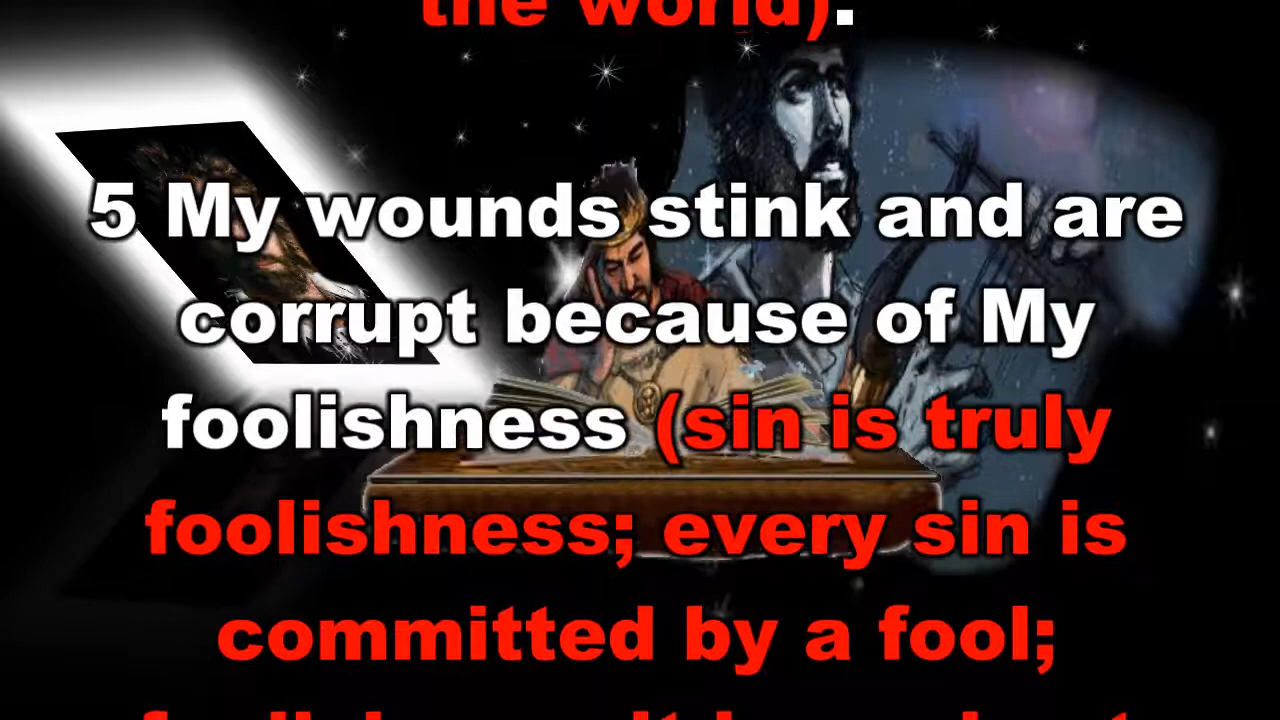 the world).
5 My wounds stink and are
corrupt because of My
foolishness (sin is truly
foolishness; every sin is
committed by a fool;